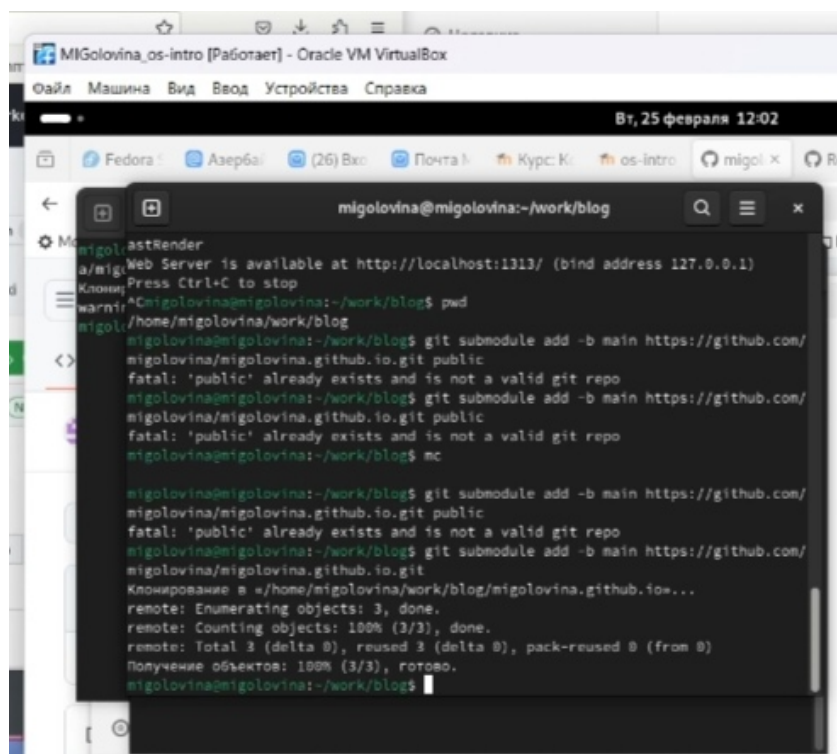 MIGolovina_os-intro [Работает] - Oracle VM VirtualBox
Файл Машина Вид Ввод Устройства Справка
Вт, 25 февраля 12:02
Fedora Азербай (26) Вхо Почта М Курс: Ко os-intro migol ×
migolovina@migolovina:~/work/blog
astRender
Web Server is available at http://localhost:1313/ (bind address 127.0.0.1)
Press Ctrl+C to stop
^Cmigolovina@migolovina:~/work/blog$ pwd
/home/migolovina/work/blog
migolovina@migolovina:~/work/blog$ git submodule add -b main https://github.com/
migolovina/migolovina.github.io.git public
fatal: 'public' already exists and is not a valid git repo
migolovina@migolovina:~/work/blog$ git submodule add -b main https://github.com/
migolovina/migolovina.github.io.git public
fatal: 'public' already exists and is not a valid git repo
migolovina@migolovina:~/work/blog$ mc
migolovina@migolovina:~/work/blog$ git submodule add -b main https://github.com/
migolovina/migolovina.github.io.git public
fatal: 'public' already exists and is not a valid git repo
migolovina@migolovina:~/work/blog$ git submodule add -b main https://github.com/
migolovina/migolovina.github.io.git
Клонирование в «/home/migolovina/work/blog/migolovina.github.io»...
remote: Enumerating objects: 3, done.
remote: Counting objects: 100% (3/3), done.
remote: Total 3 (delta 0), reused 3 (delta 0), pack-reused 0 (from 0)
Получение объектов: 100% (3/3), готово.
migolovina@migolovina:~/work/blog$